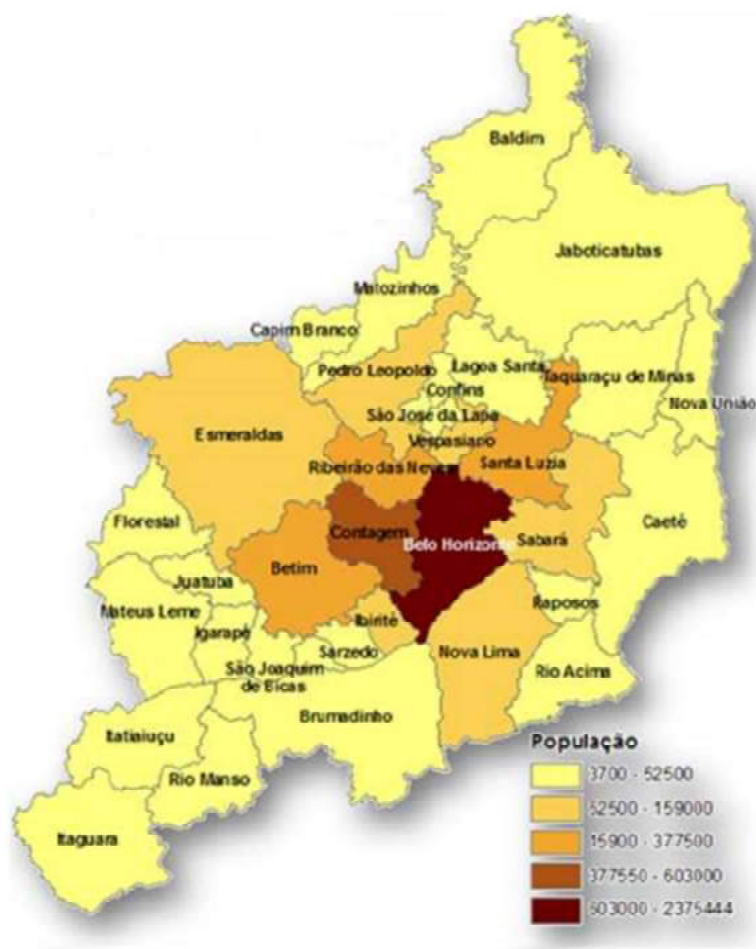 Baldim
Jaboticatubas
Matozinhos
Capim Branco
Pedro Leopoldo
Lagoa Santa
Confins
Taquaraçu de Minas
Nova União
São José da Lapa
Vespasiano
Esmeraldas
Ribeirão das Neves
Santa Luzia
Florestal
Contagem
Belo Horizonte
Sabará
Caeté
Betim
Juatuba
Mateus Leme
Igarapé
Ibirité
Raposos
São Joaquim
de Bicas
Sarzedo
Nova Lima
Rio Acima
Brumadinho
Itatiaiuçu
Rio Manso
Itaguara
População
3700 - 52500
52500 - 159000
15900 - 377500
377550 - 603000
603000 - 2375444